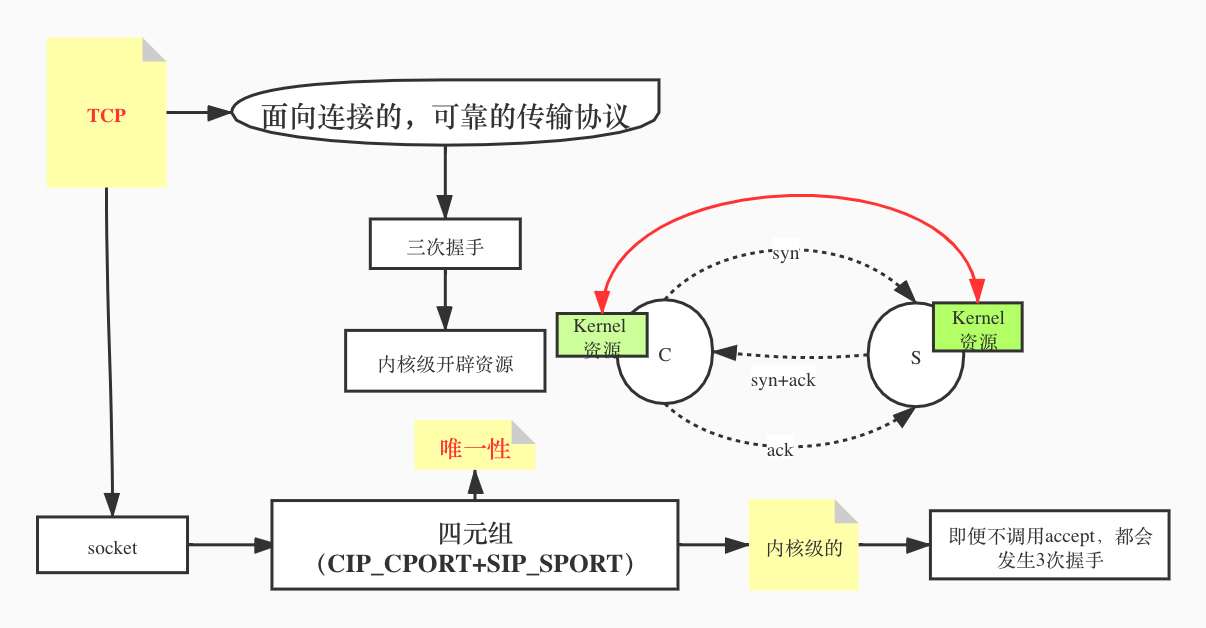 TCP
面向连接的，可靠的传输协议
三次握手
内核级开辟资源
syn
Kernel
资源
C
Kernel
资源
S
syn+ack
ack
唯一性
socket
四元组
（CIP_CPORT+SIP_SPORT）
内核级的
即便不调用accept，都会
发生3次握手